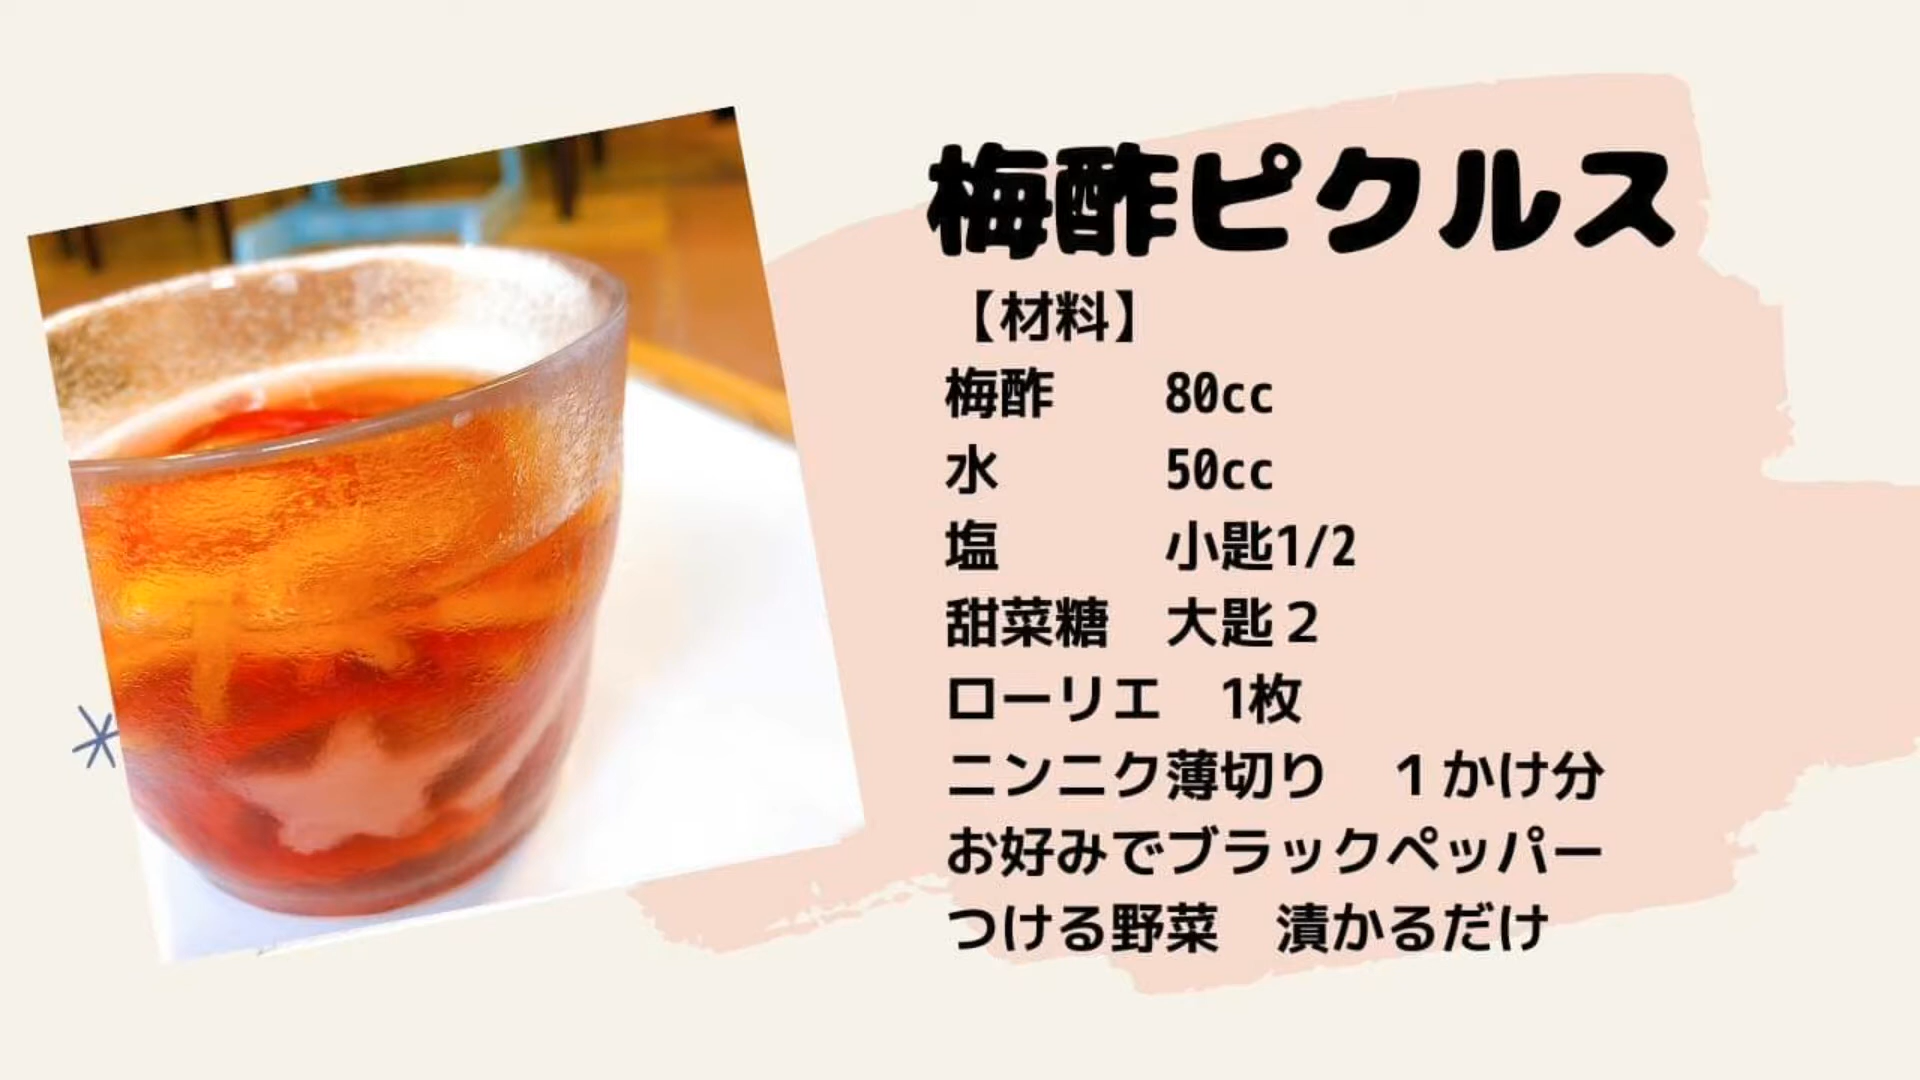 梅酢ピクルス
【材料】
梅酢　　80cc
水　　　50cc
塩　　　小匙1/2
甜菜糖　大匙２
ローリエ　1枚
ニンニク薄切り　１かけ分
お好みでブラックペッパー
つける野菜　漬かるだけ